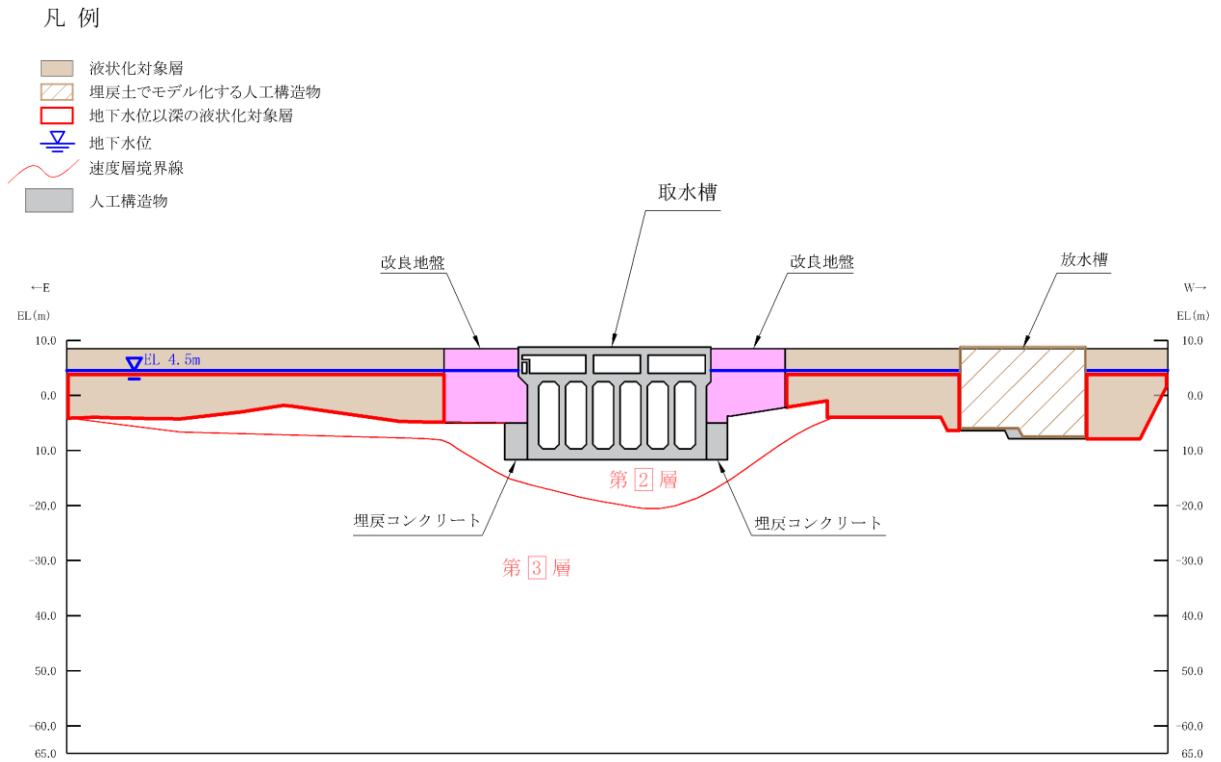 凡 例
液状化対象層
埋戻土でモデル化する人工構造物
地下水位以深の液状化対象層
地下水位
速度層境界線
人工構造物
取水槽
改良地盤
改良地盤
放水槽
←E
W→
EL(m)
EL(m)
10.0
10.0
EL 4.5m
0.0
0.0
10.0
10.0
第2層
-20.0
-20.0
埋戻コンクリート
埋戻コンクリート
第3層
-30.0
-30.0
40.0
40.0
50.0
50.0
-60.0
-60.0
65.0
65.0